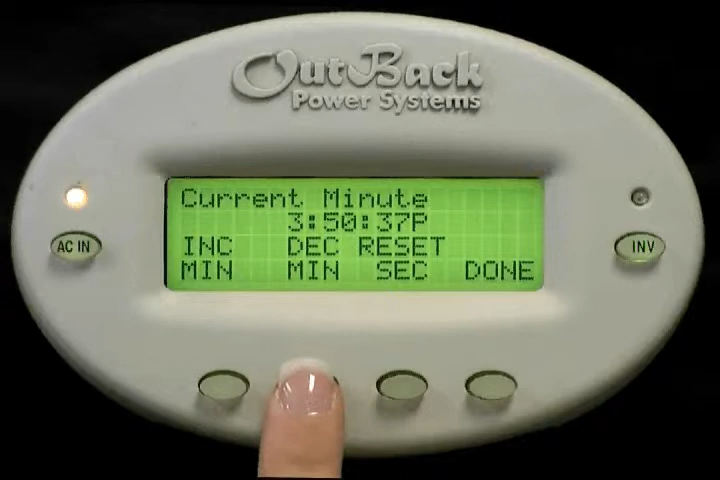 OutBack
Power Systems
Current Minute
3:50:37P
INC DEC RESET
MIN MIN SEC DONE
AC IN
INV